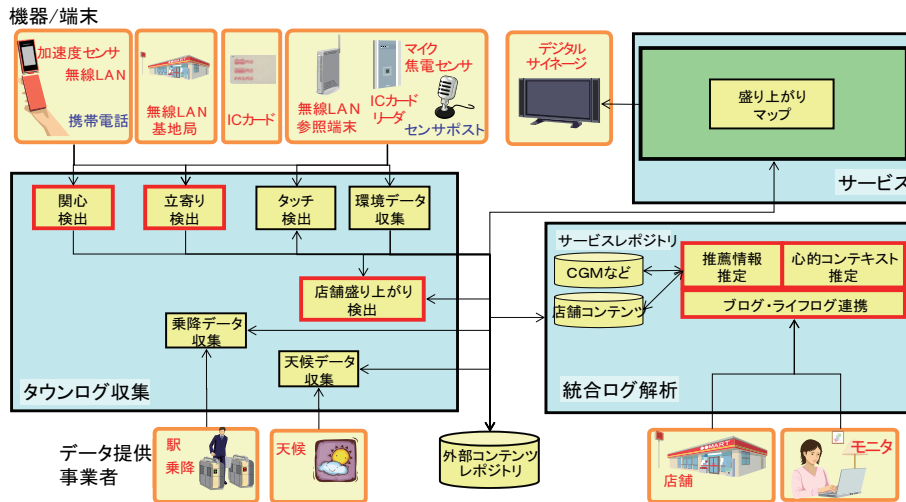 機器/端末
加速度センサ
無線LAN
携帯電話
無線LAN
基地局
ICカード
無線LAN
参照端末
マイク
焦電センサ
ICカード
リーダ
センサポスト
デジタル
サイネージ
盛り上がり
マップ
サービス
関心
検出
立寄り
検出
タッチ
検出
環境データ
収集
店舗盛り上がり
検出
乗降データ
収集
天候データ
収集
タウンログ収集
サービスレポジトリ
CGMなど
店舗コンテンツ
推薦情報
推定
心的コンテキスト
推定
ブログ・ライフログ連携
統合ログ解析
データ提供
事業者
駅
乗降
天候
外部コンテンツ
レポジトリ
MART
店舗
モニタ